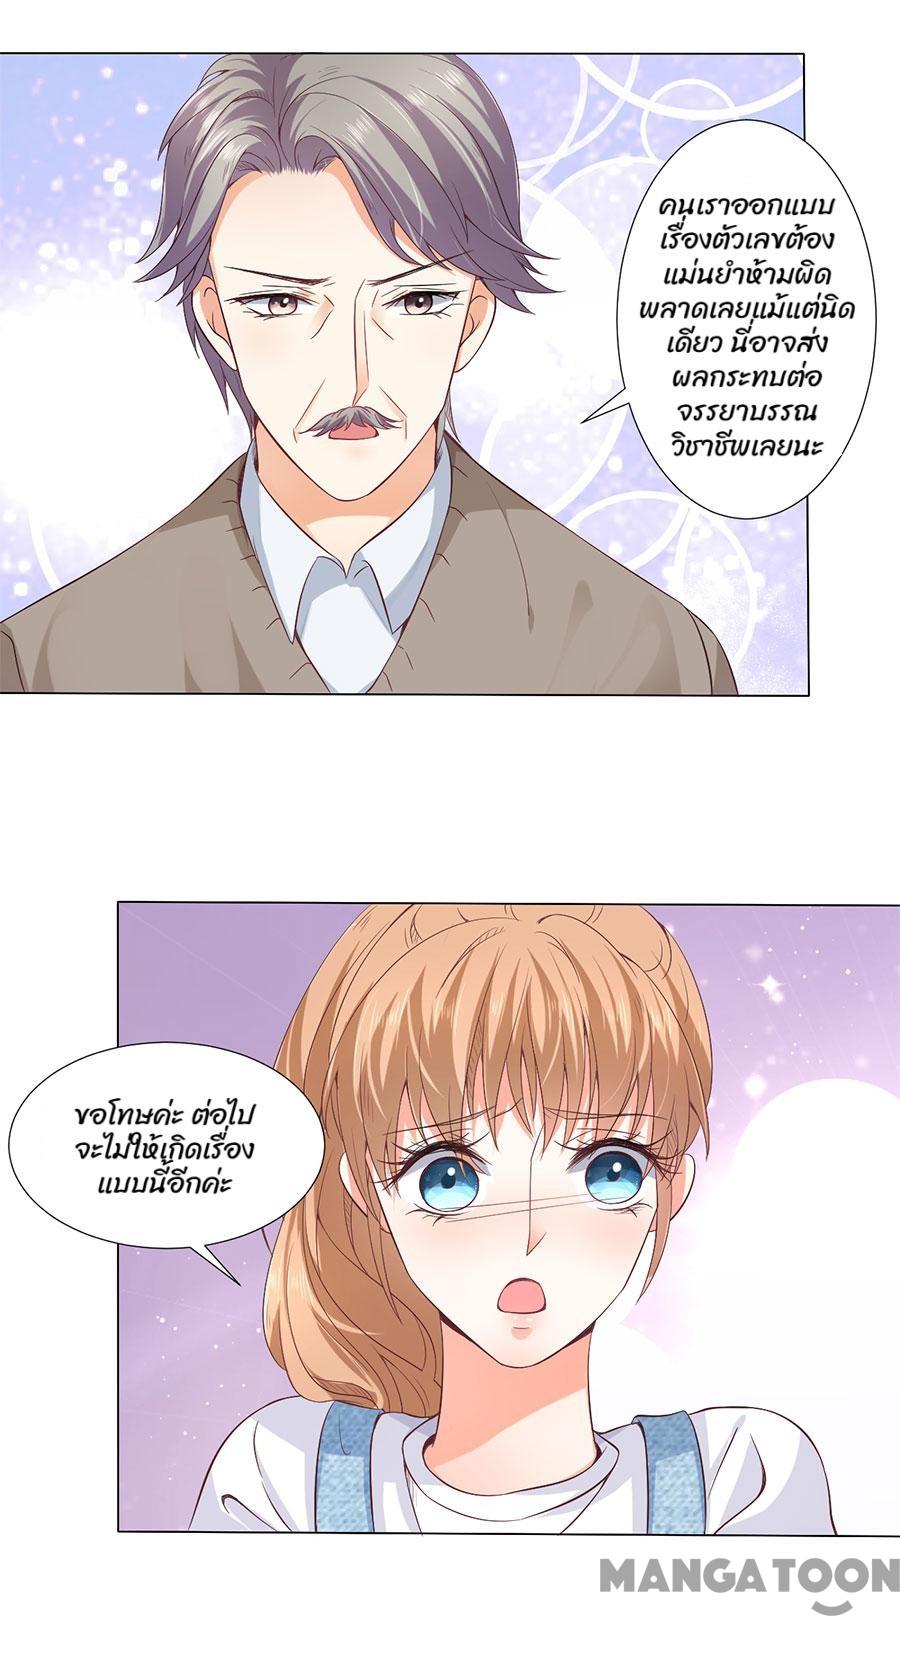 คนเราออกแบบ
เรื่องตัวเลขต้อง
แม่นยำห้ามผิด
พลาดเลยแม้แต่นิด
เดียว นี่อาจส่ง
ผลกระทบต่อ
จรรยาบรรณ
วิชาชีพเลยนะ
ขอโทษค่ะ ต่อไป
จะไม่ให้เกิดเรื่อง
แบบนี้อีกค่ะ
MANGATOON